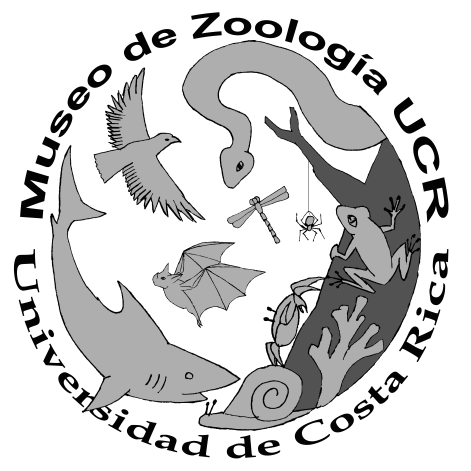 Museo de Zoología UCR
Universidad de Costa Rica